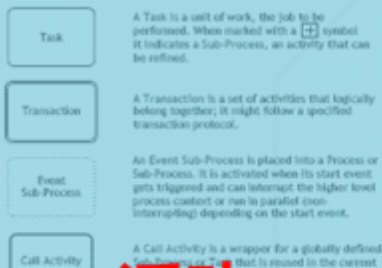 Task
A Task is a unit of work, the job to be
performed. When marked with a + symbol
it indicates a Sub-Process, an activity that can
be refined.
Transaction
A Transaction is a set of activities that logically
belong together; it might follow a specified
transaction protocol.
Event
Sub-Process
An Event Sub-Process is placed into a Process or
Sub-Process. It is activated when its start event
gets triggered and can interrupt the higher level
process context or run in parallel (non-
interrupting) depending on the start event.
Call Activity
A Call Activity is a wrapper for a globally defined
Sub-Process or Task that is reused in the current